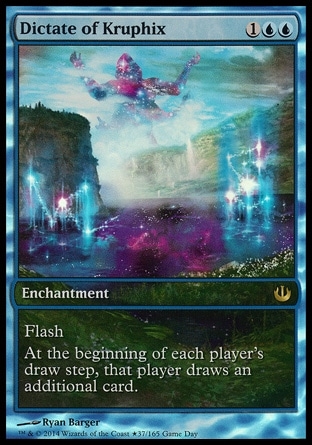 Dictate of Kruphix 1
Enchantment
Flash
At the beginning of each player's
draw step, that player draws an
additional card.
Ryan Barger
™ & © 2014 Wizards of the Coast ★37/165 Game Day